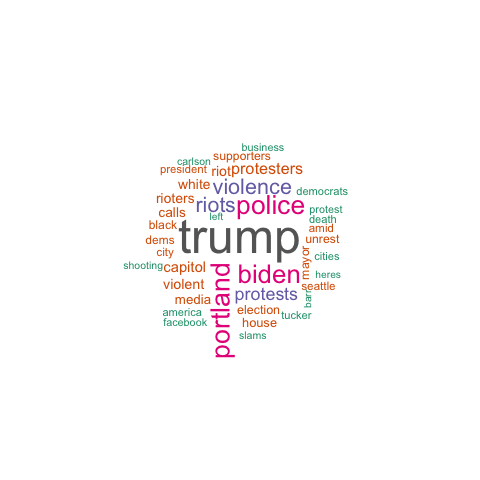 business
carlson
supporters
president
riot
protesters
white
violence
democrats
rioters
riots
police
calls
left
protest
death
black
trump
amid
dems
unrest
city
cities
mayor
shooting
capitol
biden
heres
violent
portland
protests
seattle
barr
media
election
america
tucker
facebook
house
slams